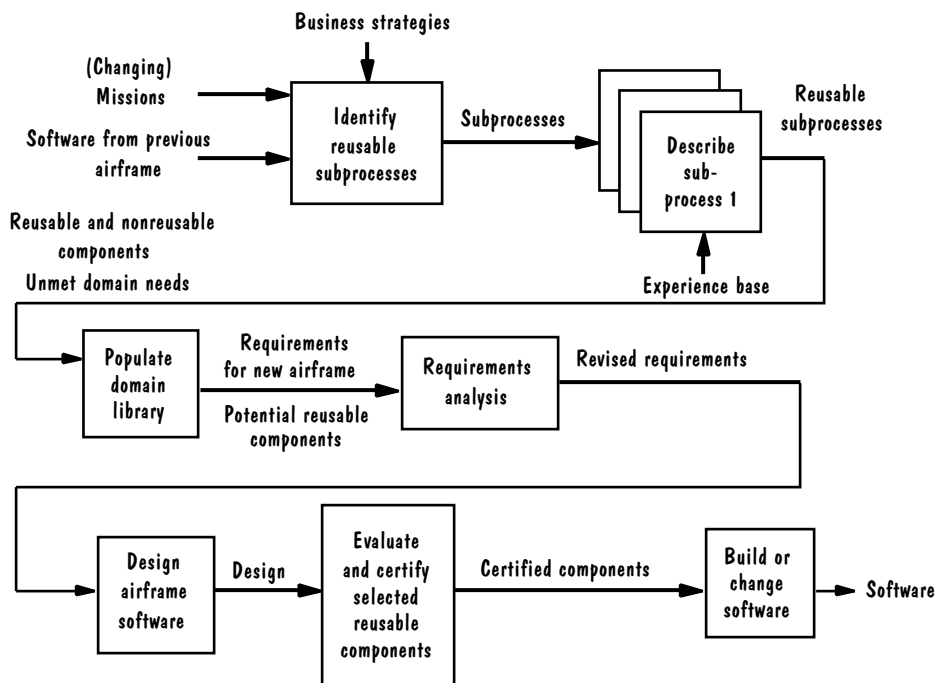 Business strategies
(Changing)
Missions
Software from previous
airframe
Identify
reusable
subprocesses
Subprocesses
Describe
sub-
process 1
Reusable
subprocesses
Experience base
Reusable and nonreusable
components
Unmet domain needs
Populate
domain
library
Requirements
for new airframe
Potential reusable
components
Requirements
analysis
Revised requirements
Design
airframe
software
Design
Evaluate
and certify
selected
reusable
components
Certified components
Build or
change
software
Software